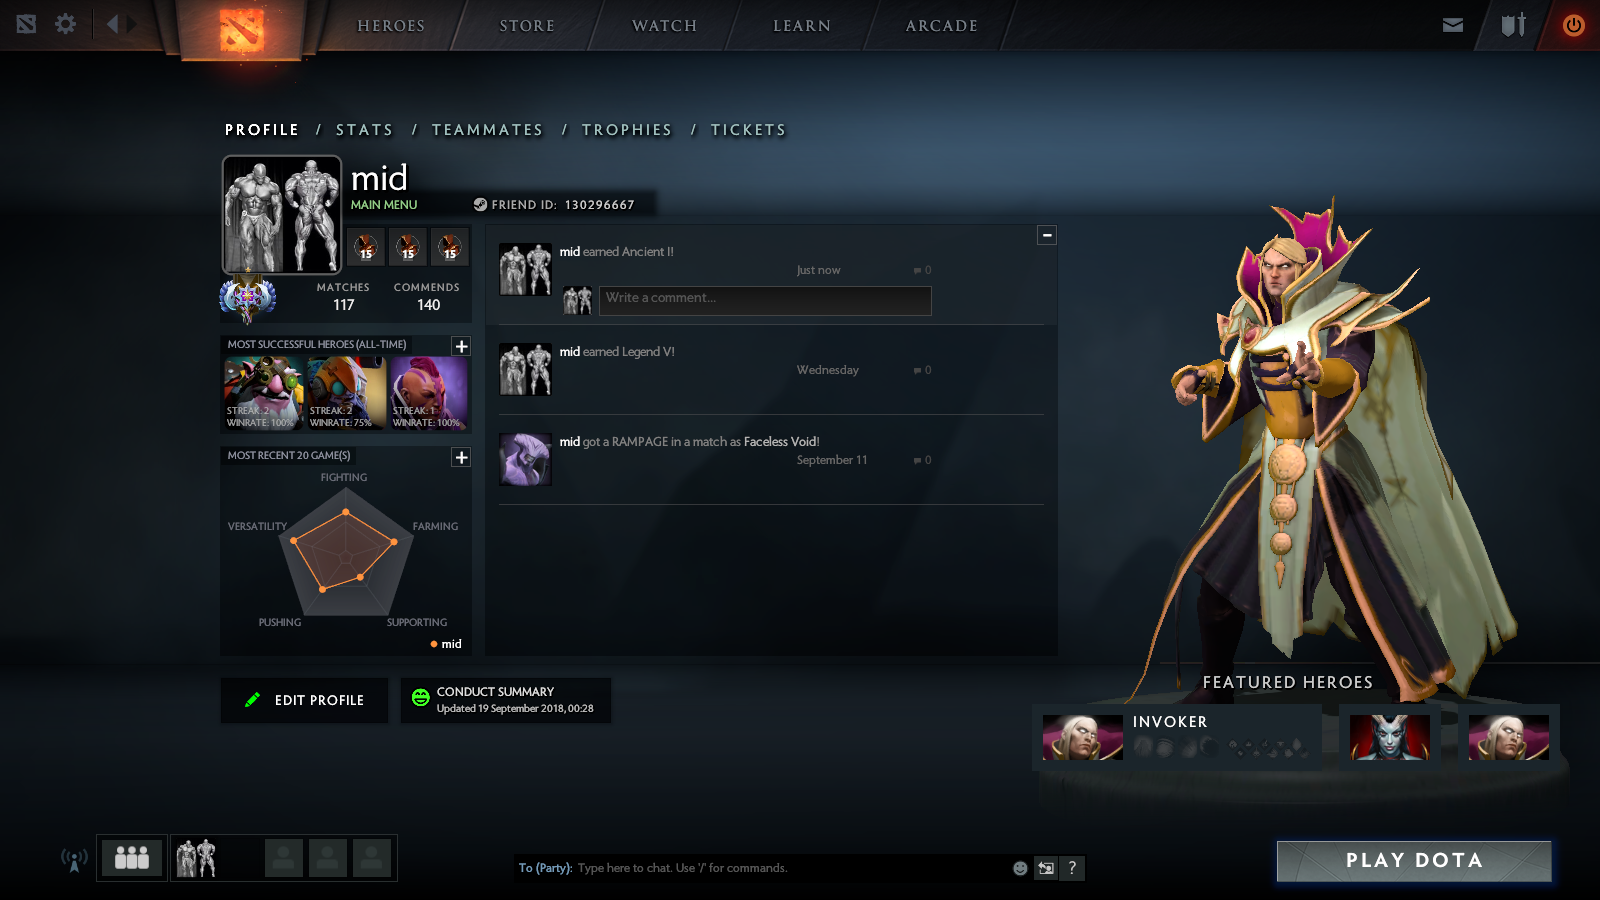 HEROES
STORE
WATCH
LEARN
ARCADE
PROFILE / STATS / TEAMMATES / TROPHIES / TICKETS
mid
MAIN MENU
FRIEND ID: 130296667
15
15
15
MATCHES
117
COMMENDS
140
MOST SUCCESSFUL HEROES (ALL-TIME)
STREAK: 2
WINRATE: 100%
STREAK: 2
WINRATE: 75%
STREAK: 1
WINRATE: 100%
MOST RECENT 20 GAME(S)
FIGHTING
VERSATILITY
FARMING
PUSHING
SUPPORTING
mid
mid earned Ancient I!
Just now
0
Write a comment...
mid earned Legend V!
Wednesday
0
mid got a RAMPAGE in a match as Faceless Void!
September 11
0
EDIT PROFILE
CONDUCT SUMMARY
Updated 19 September 2018, 00:28
FEATURED HEROES
INVOKER
To (Party): Type here to chat. Use '/' for commands.
?
PLAY DOTA